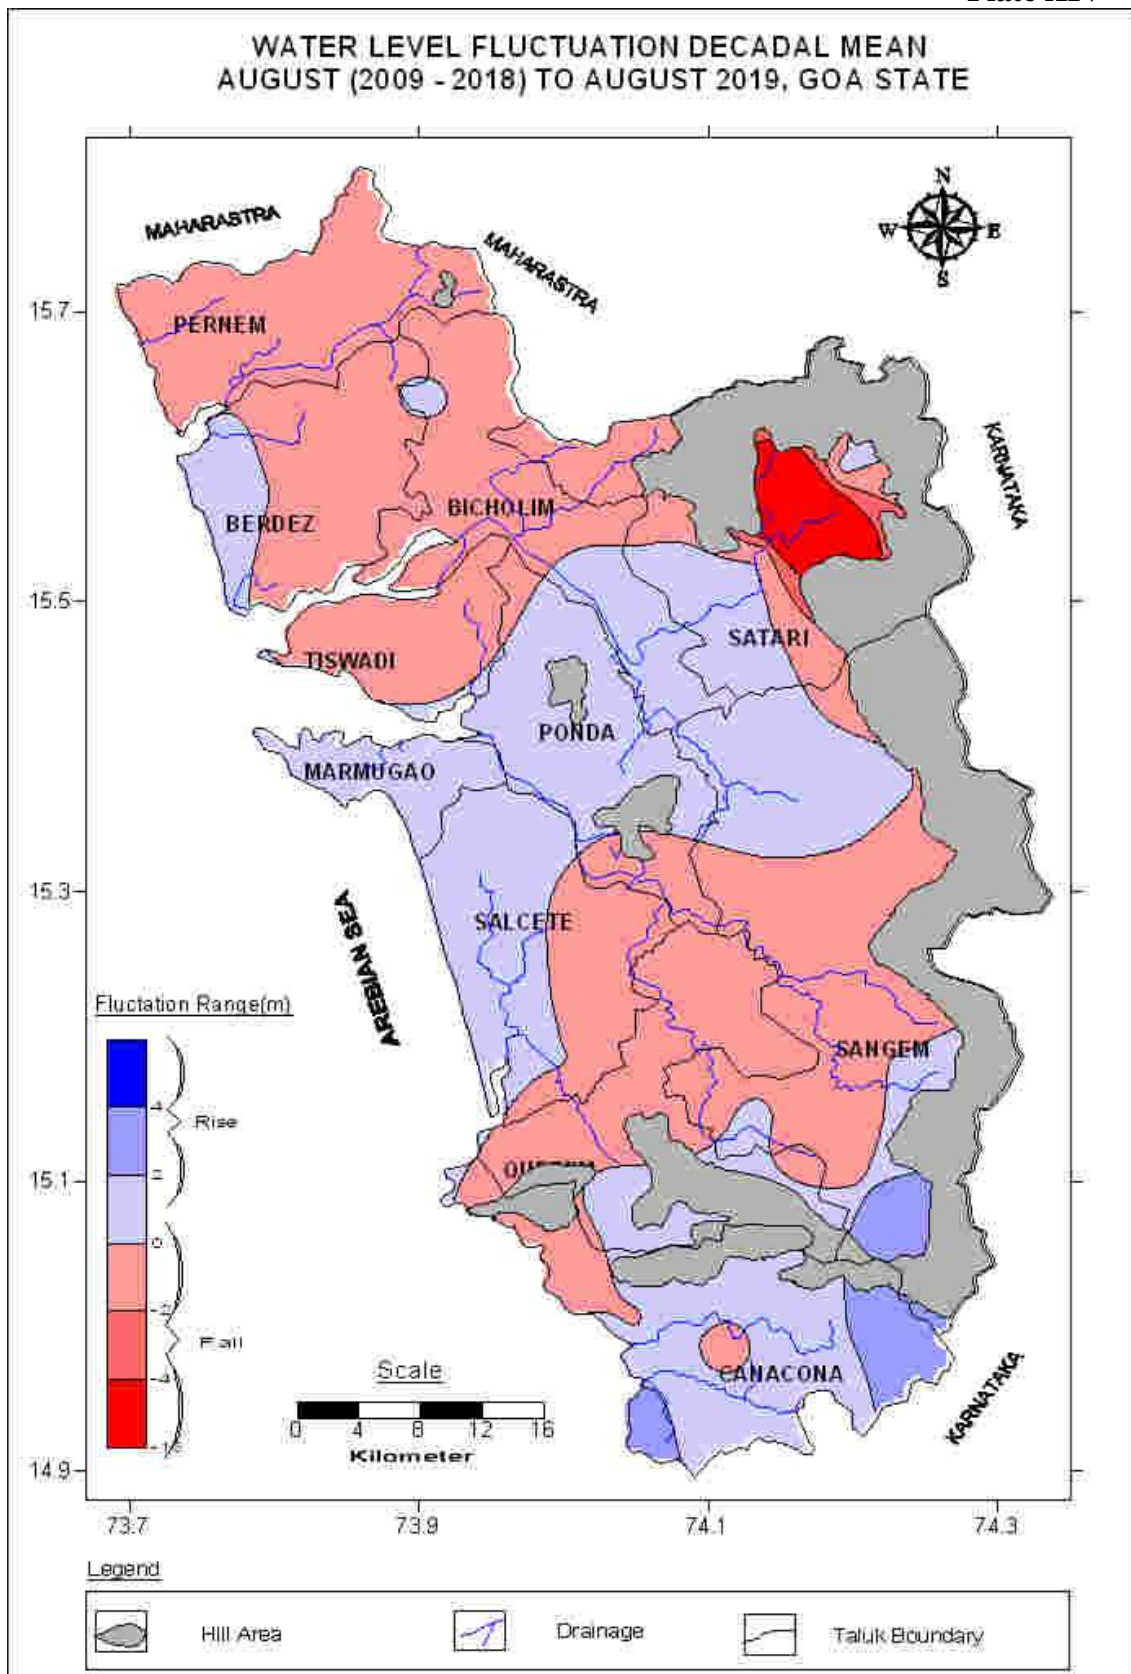 WATER LEVEL FLUCTUATION DECADAL MEAN
AUGUST (2009 - 2018) TO AUGUST 2019, GOA STATE
MAHARASTRA
MAHARASTRA
N
W E
S
15.7
PERNEM
KARNATAKA
BICHOLIM
BERDEZ
15.5
SATARI
TISWADI
PONDA
MARMUGAO
15.3
SALCETE
AREBIAN SEA
Fluctation Range(m)
SANGEM
4
Rise
2
15.1
0
-2
Fall
-4
CANACONA
KARNATAKA
Scale
0 4 8 12 16
Kilometer
14.9
73.7 73.9 74.1 74.3
Legend
Hill Area Drainage Taluk Boundary